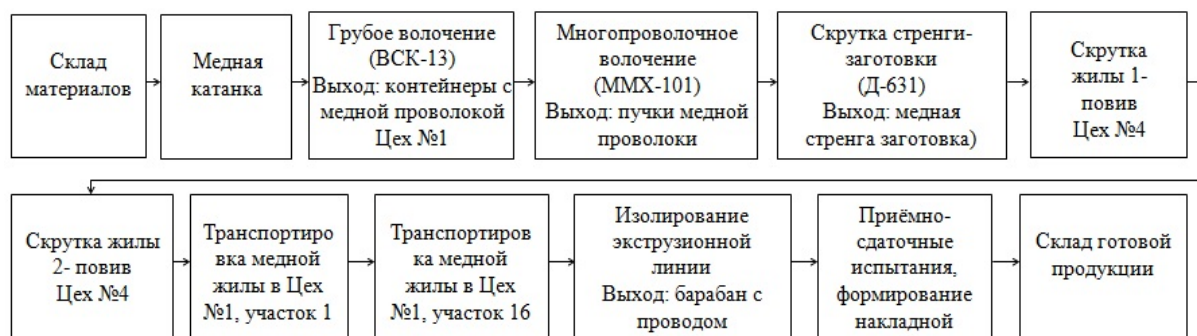 Склад
материалов
Медная
катанка
Грубое волочение
(ВСК-13)
Выход: контейнеры с
медной проволокой
Цех №1
Многопроволочное
волочение
(ММХ-101)
Выход: пучки медной
проволоки
Скрутка стренги-
заготовки
(Д-631)
Выход: медная
стренга заготовка)
Скрутка
жилы 1-
повив
Цех №4
Скрутка жилы
2- повив
Цех №4
Транспортиро
вка медной
жилы в Цех
№1, участок 1
Транспортиров
ка медной
жилы в Цех
№1, участок 16
Изолирование
экструзионной
линии
Выход: барабан с
проводом
Приёмно-
сдаточные
испытания,
формирование
накладной
Склад готовой
продукции